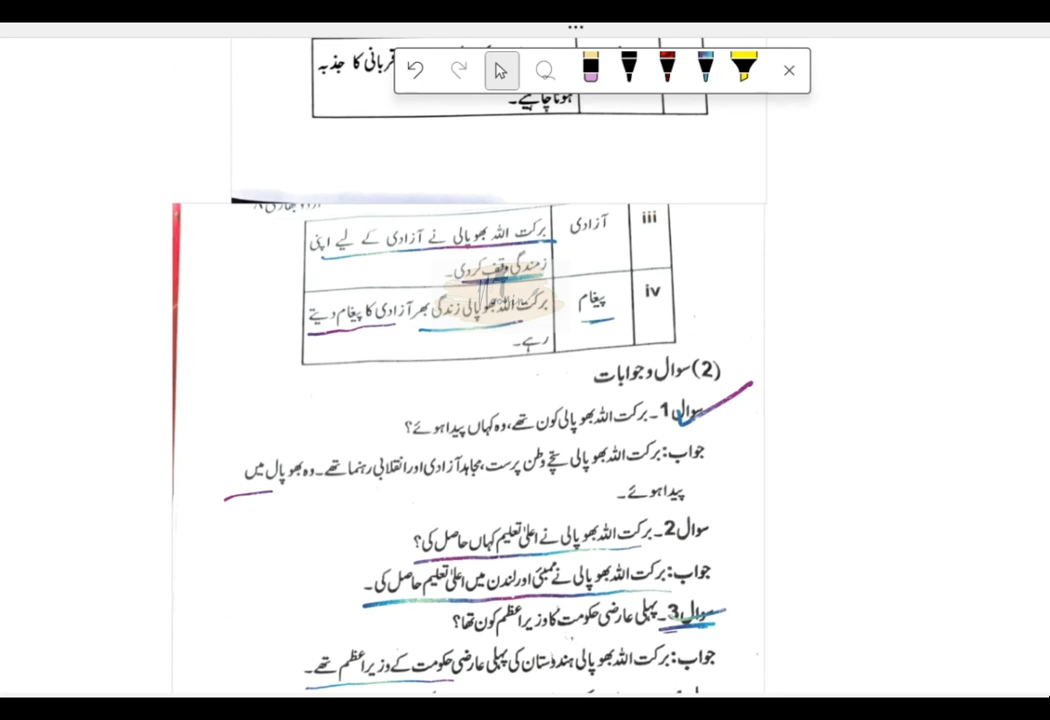 قربانی کا جذبہ
ہونا چاہیے۔
iii آزادی برکت اللہ بھوپالی نے آزادی کے لیے اپنی
زندگی وقف کردی۔
iv پیغام برکت اللہ بھوپالی زندگی بھر آزادی کا پیغام دیتے
رہے۔
(2) سوال و جوابات
سوال 1۔ برکت اللہ بھوپالی کون تھے، وہ کہاں پیدا ہوئے؟
جواب: برکت اللہ بھوپالی سچّے وطن پرست، مجاہد آزادی اور انقلابی رہنما تھے۔ وہ بھوپال میں
پیدا ہوئے۔
سوال 2۔ برکت اللہ بھوپالی نے اعلیٰ تعلیم کہاں حاصل کی؟
جواب: برکت اللہ بھوپالی نے ممبئی اور لندن میں اعلیٰ تعلیم حاصل کی۔
سوال 3۔ پہلی عارضی حکومت کا وزیر اعظم کون تھا؟
جواب: برکت اللہ بھوپالی ہندوستان کی پہلی عارضی حکومت کے وزیر اعظم تھے۔